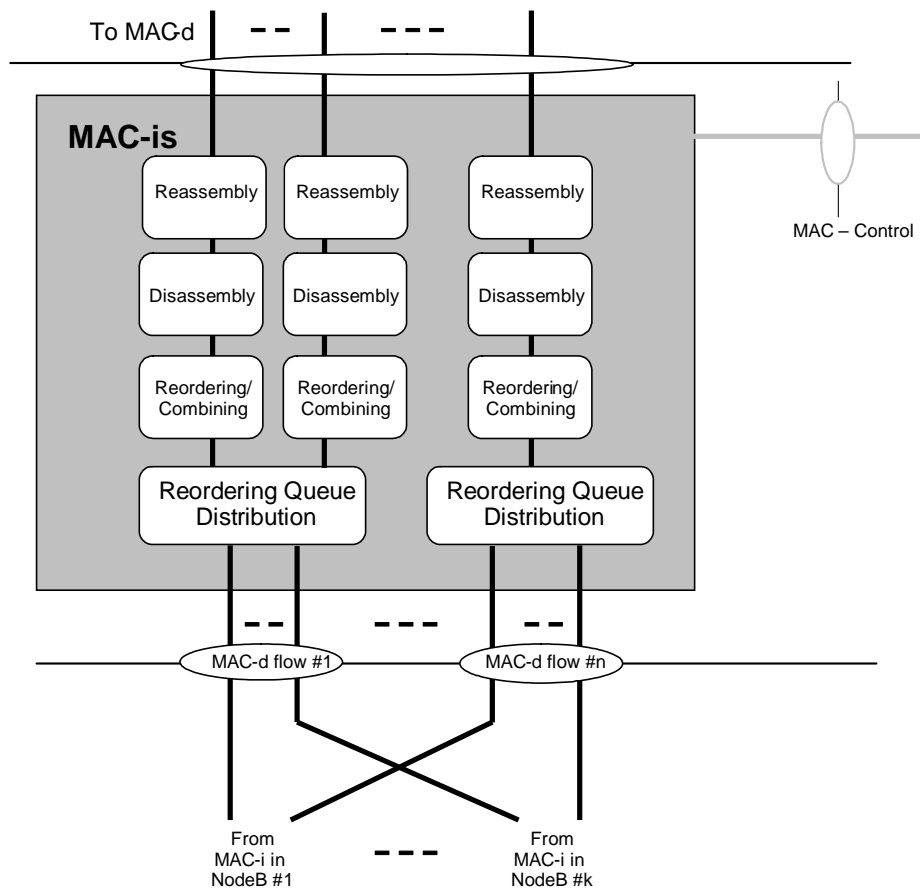 To MAC-d
MAC-is
Reassembly
Reassembly
Reassembly
MAC – Control
Disassembly
Disassembly
Disassembly
Reordering/
Combining
Reordering/
Combining
Reordering/
Combining
Reordering Queue
Distribution
Reordering Queue
Distribution
MAC-d flow #1
MAC-d flow #n
From
MAC-i in
NodeB #1
From
MAC-i in
NodeB #k